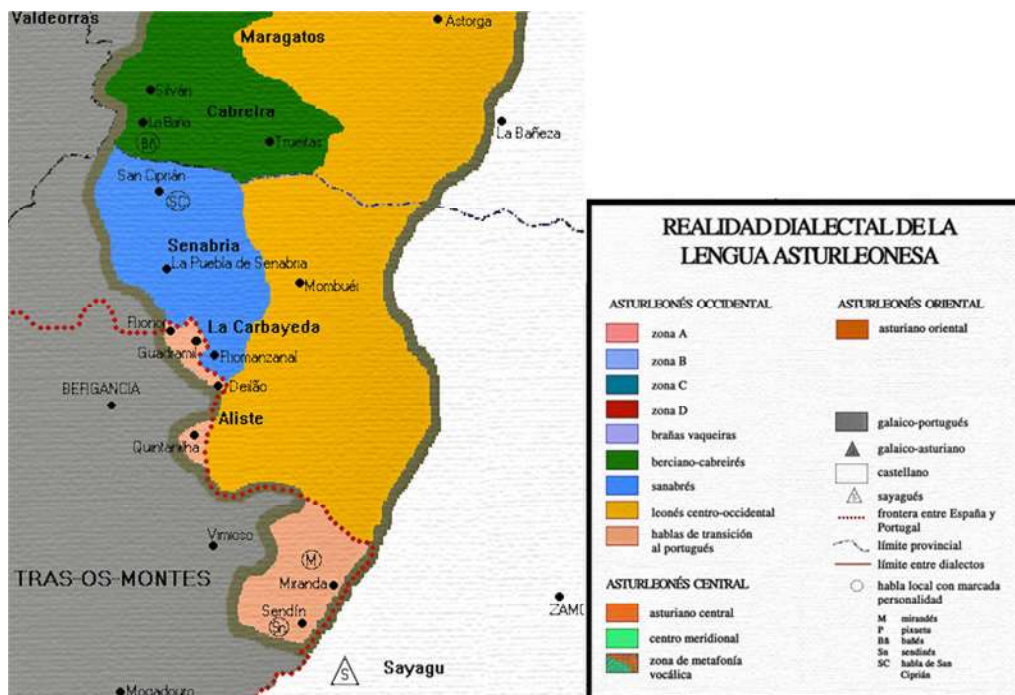 Valdeorras
Astorga
Maragatos
Silván
Cabreira
La Baña
La Bañeza
Bñ
Trueitas
San Ciprián
SC
Senabria
La Puebla de Senabria
Mombuéi
La Carbayeda
Rionor
Guadramil
Riomanzanal
BERGANCIA
Deilão
Aliste
Quintanilha
Vimioso
TRAS-OS-MONTES
M
Miranda
Sendín
Sn
ZAMO
S
Sayagu
Mogadouro
REALIDAD DIALECTAL DE LA
LENGUA ASTURLEONESA
ASTURLEONÉS OCCIDENTAL
zona A
zona B
zona C
zona D
brañas vaqueiras
berciano-cabreirés
sanabrés
leonés centro-occidental
hablas de transición
al portugués
ASTURLEONÉS CENTRAL
asturiano central
centro meridional
zona de metafonía
vocálica
ASTURLEONÉS ORIENTAL
asturiano oriental
galaico-portugués
galaico-asturiano
castellano
S
sayagués
frontera entre España y
Portugal
límite provincial
límite entre dialectos
habla local con marcada
personalidad
M mirandés
P pixueta
Bñ bañés
Sn sendinés
SC habla de San
Ciprián